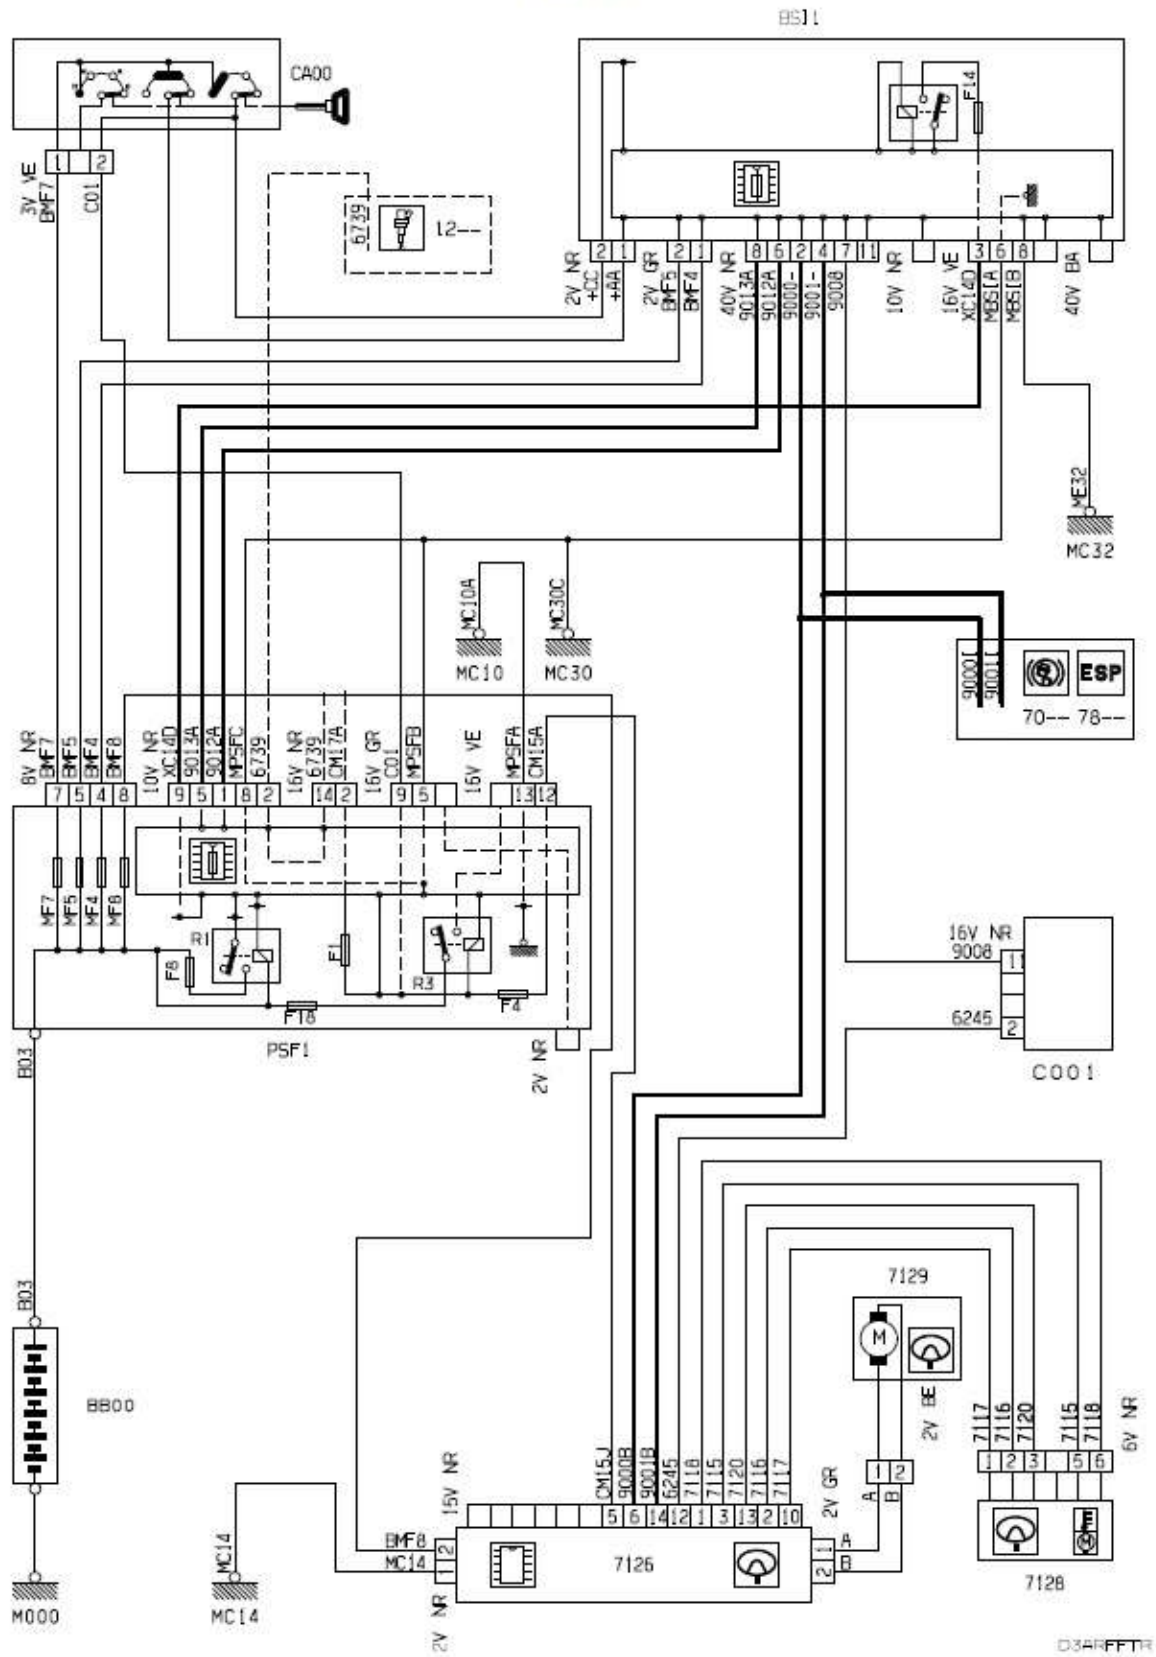 BSI1
CA00
F14
1 2
3V VE
BMF7
C01
6739
12--
2 1 2 1 8 6 2 4 7 11 3 6 8
2V NR
+CC
+AA
2V GR
BMF5
BMF4
40V NR
9013A
9012A
9000-
9001-
9008
10V NR
16V VE
XC14D
MBSIA
MBSIB
40V BA
ME32
MC32
MC10A
MC10
MC30C
MC30
9000I
9001I
ESP
70-- 78--
8V NR
BMF7
BMF5
BMF4
BMF8
10V NR
XC14D
9013A
9012A
MPSFC
6739
16V NR
6739
CM17A
16V GR
C01
MPSFB
16V VE
MPSFA
CM15A
7 5 4 8 9 5 1 8 2 14 2 9 5 13 12
MF7
MF5
MF4
MF8
R1
F8
F1
R3
F18
F4
PSF1
2V NR
16V NR
9008
11
6245
2
C001
B03
B03
BB00
M000
7129
M
2V BE
1 2
A
B
2V GR
7117
7116
7120
7115
7118
6V NR
1 2 3 5 6
M
7128
15V NR
CM15J
9000B
9001B
6245
7118
7115
7120
7116
7117
5 6 14 12 1 3 13 2 10
BMF8 2
MC14 1
2V NR
7126
1 A
2 B
MC14
MC14
D3ARFFTR